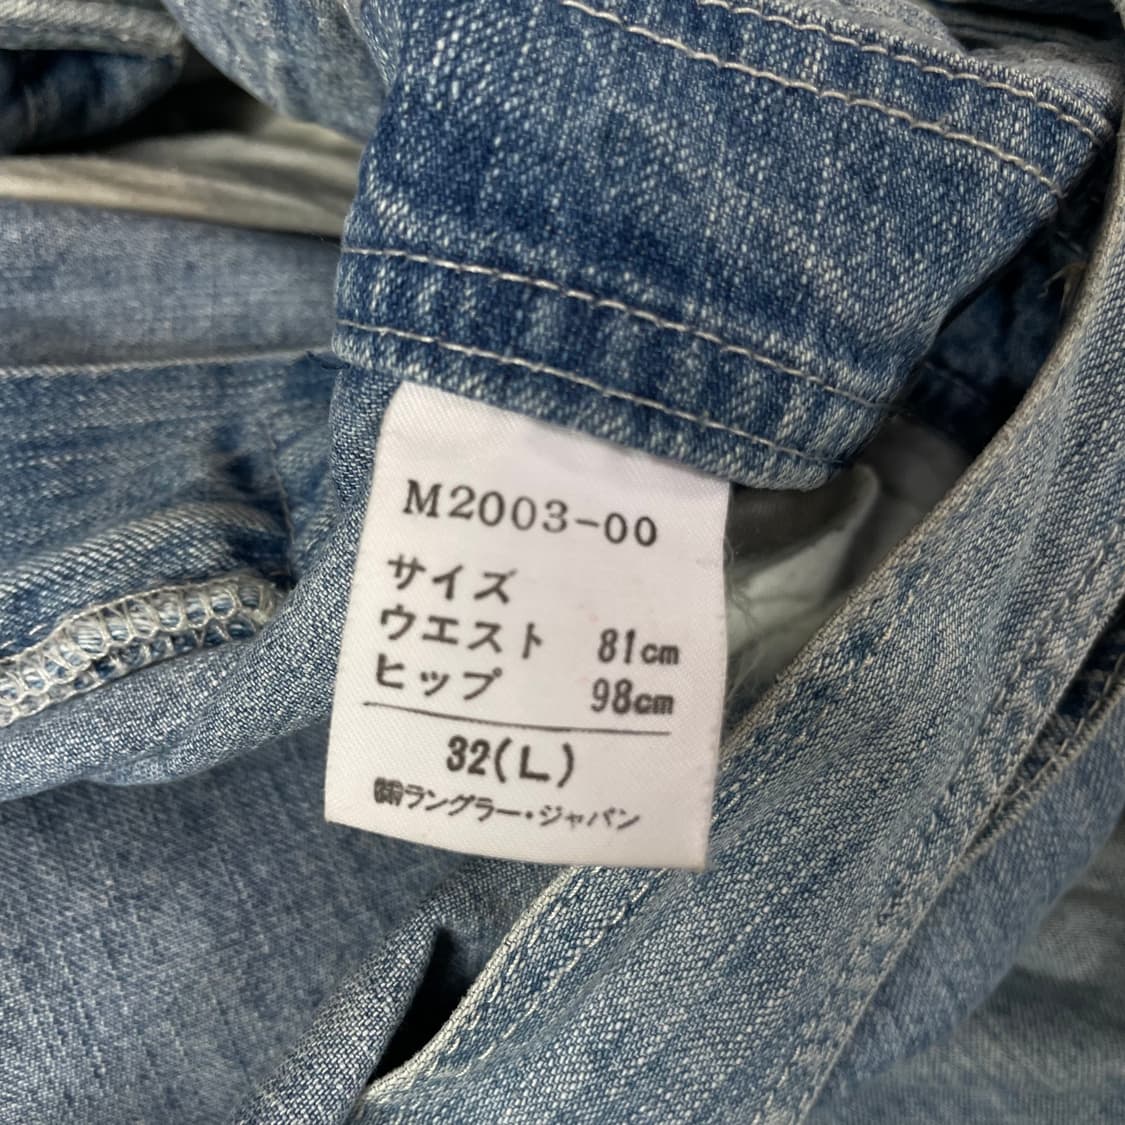 M2003-00
サイズ
ウエスト 81cm
ヒップ 98cm
32(L)
㈱ラングラー・ジャパン